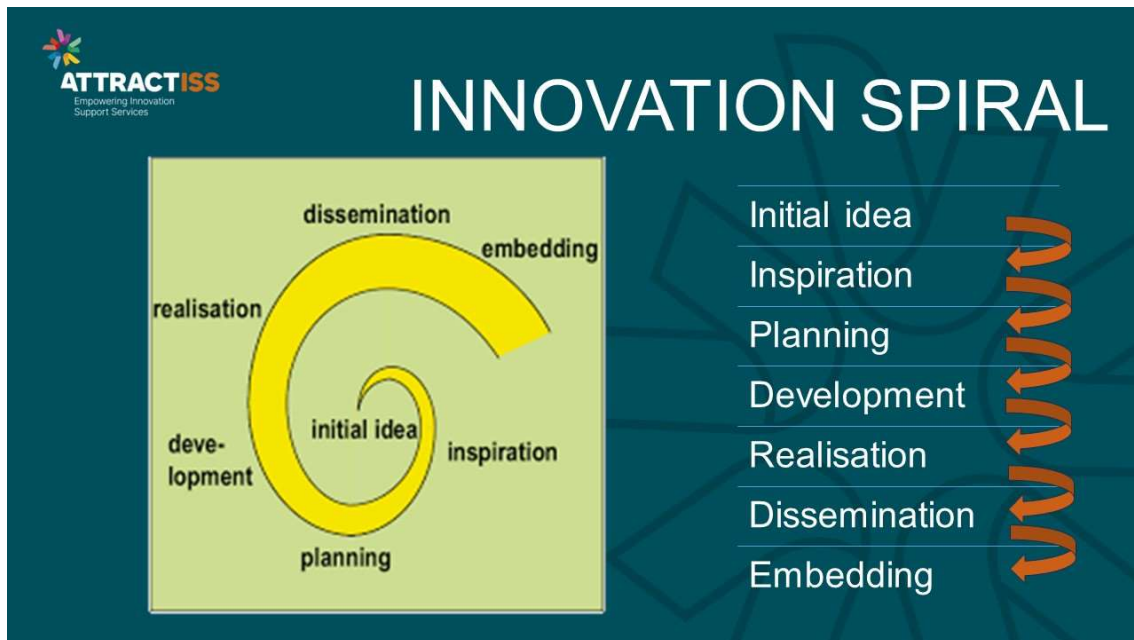 ATTRACTISS
Empowering Innovation
Support Services
INNOVATION SPIRAL
dissemination
embedding
realisation
initial idea
inspiration
deve-
lopment
planning
Initial idea
Inspiration
Planning
Development
Realisation
Dissemination
Embedding